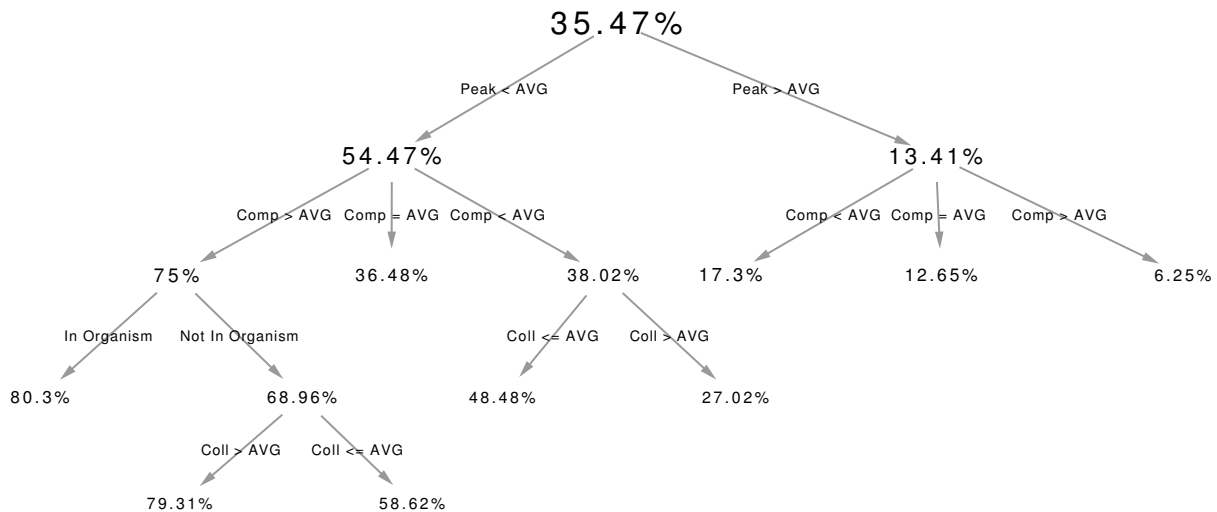 35.47%
Peak < AVG
Peak > AVG
54.47%
13.41%
Comp > AVG
Comp = AVG
Comp < AVG
Comp < AVG
Comp = AVG
Comp > AVG
75%
36.48%
38.02%
17.3%
12.65%
6.25%
In Organism
Not In Organism
Coll <= AVG
Coll > AVG
80.3%
68.96%
48.48%
27.02%
Coll > AVG
Coll <= AVG
79.31%
58.62%